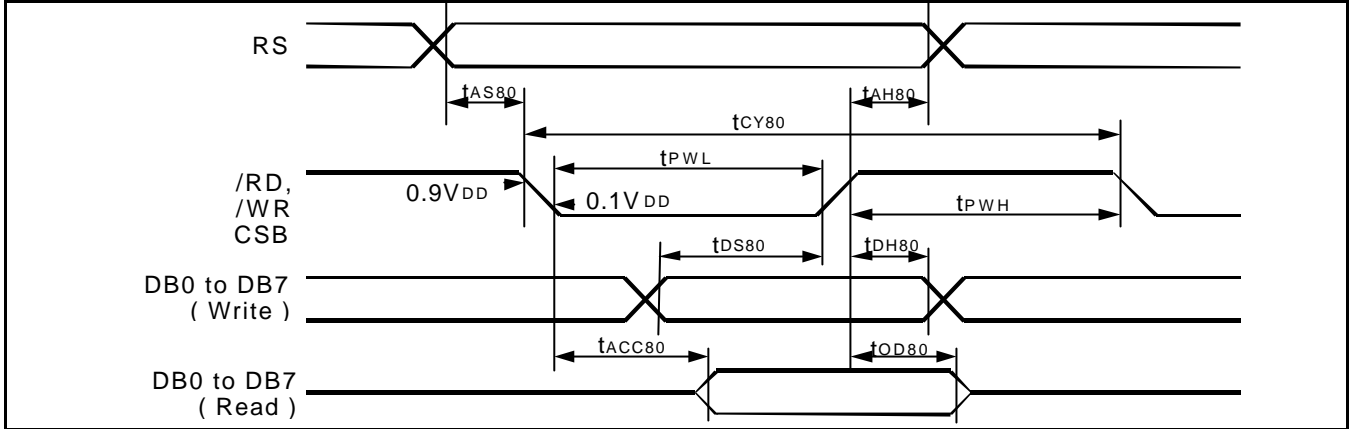 RS
tAS80
tAH80
tCY80
tPWL
/RD,
/WR
CSB
0.9VDD
0.1VDD
tPWH
tDS80
tDH80
DB0 to DB7
( Write )
tACC80
tOD80
DB0 to DB7
( Read )